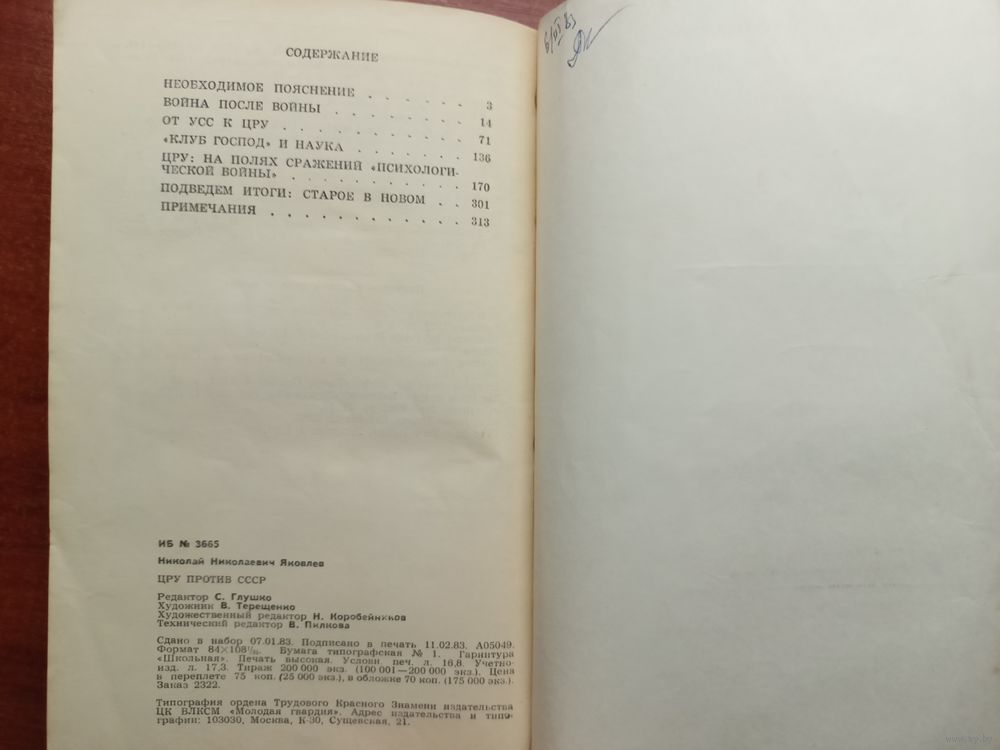 СОДЕРЖАНИЕ
НЕОБХОДИМОЕ ПОЯСНЕНИЕ . . . . . 3
ВОЙНА ПОСЛЕ ВОЙНЫ . . . . . . . 14
ОТ УСС К ЦРУ . . . . . . . . . 71
«КЛУБ ГОСПОД» И НАУКА . . . . . . 136
ЦРУ: НА ПОЛЯХ СРАЖЕНИЙ «ПСИХОЛОГИ-
ЧЕСКОЙ ВОЙНЫ» . . . . . . . . . 170
ПОДВЕДЕМ ИТОГИ: СТАРОЕ В НОВОМ . . 301
ПРИМЕЧАНИЯ . . . . . . . . . . . 313
ИБ № 3665
Николай Николаевич Яковлев
ЦРУ ПРОТИВ СССР
Редактор С. Глушко
Художник В. Терещенко
Художественный редактор Н. Коробейников
Технический редактор В. Пилкова
Сдано в набор 07.01.83. Подписано в печать 11.02.83. А05049.
Формат 84×108¹/₃₂. Бумага типографская № 1. Гарнитура
«Школьная». Печать высокая. Условн. печ. л. 16,8. Учетно-
изд. л. 17,3. Тираж 200 000 экз. (100 001—200 000 экз.). Цена
в переплете 75 коп. (25 000 экз.), в обложке 70 коп. (175 000 экз.).
Заказ 2322.
Типография ордена Трудового Красного Знамени издательства
ЦК ВЛКСМ «Молодая гвардия». Адрес издательства и типо-
графии: 103030, Москва, К-30, Сущевская, 21.
6/VI 83